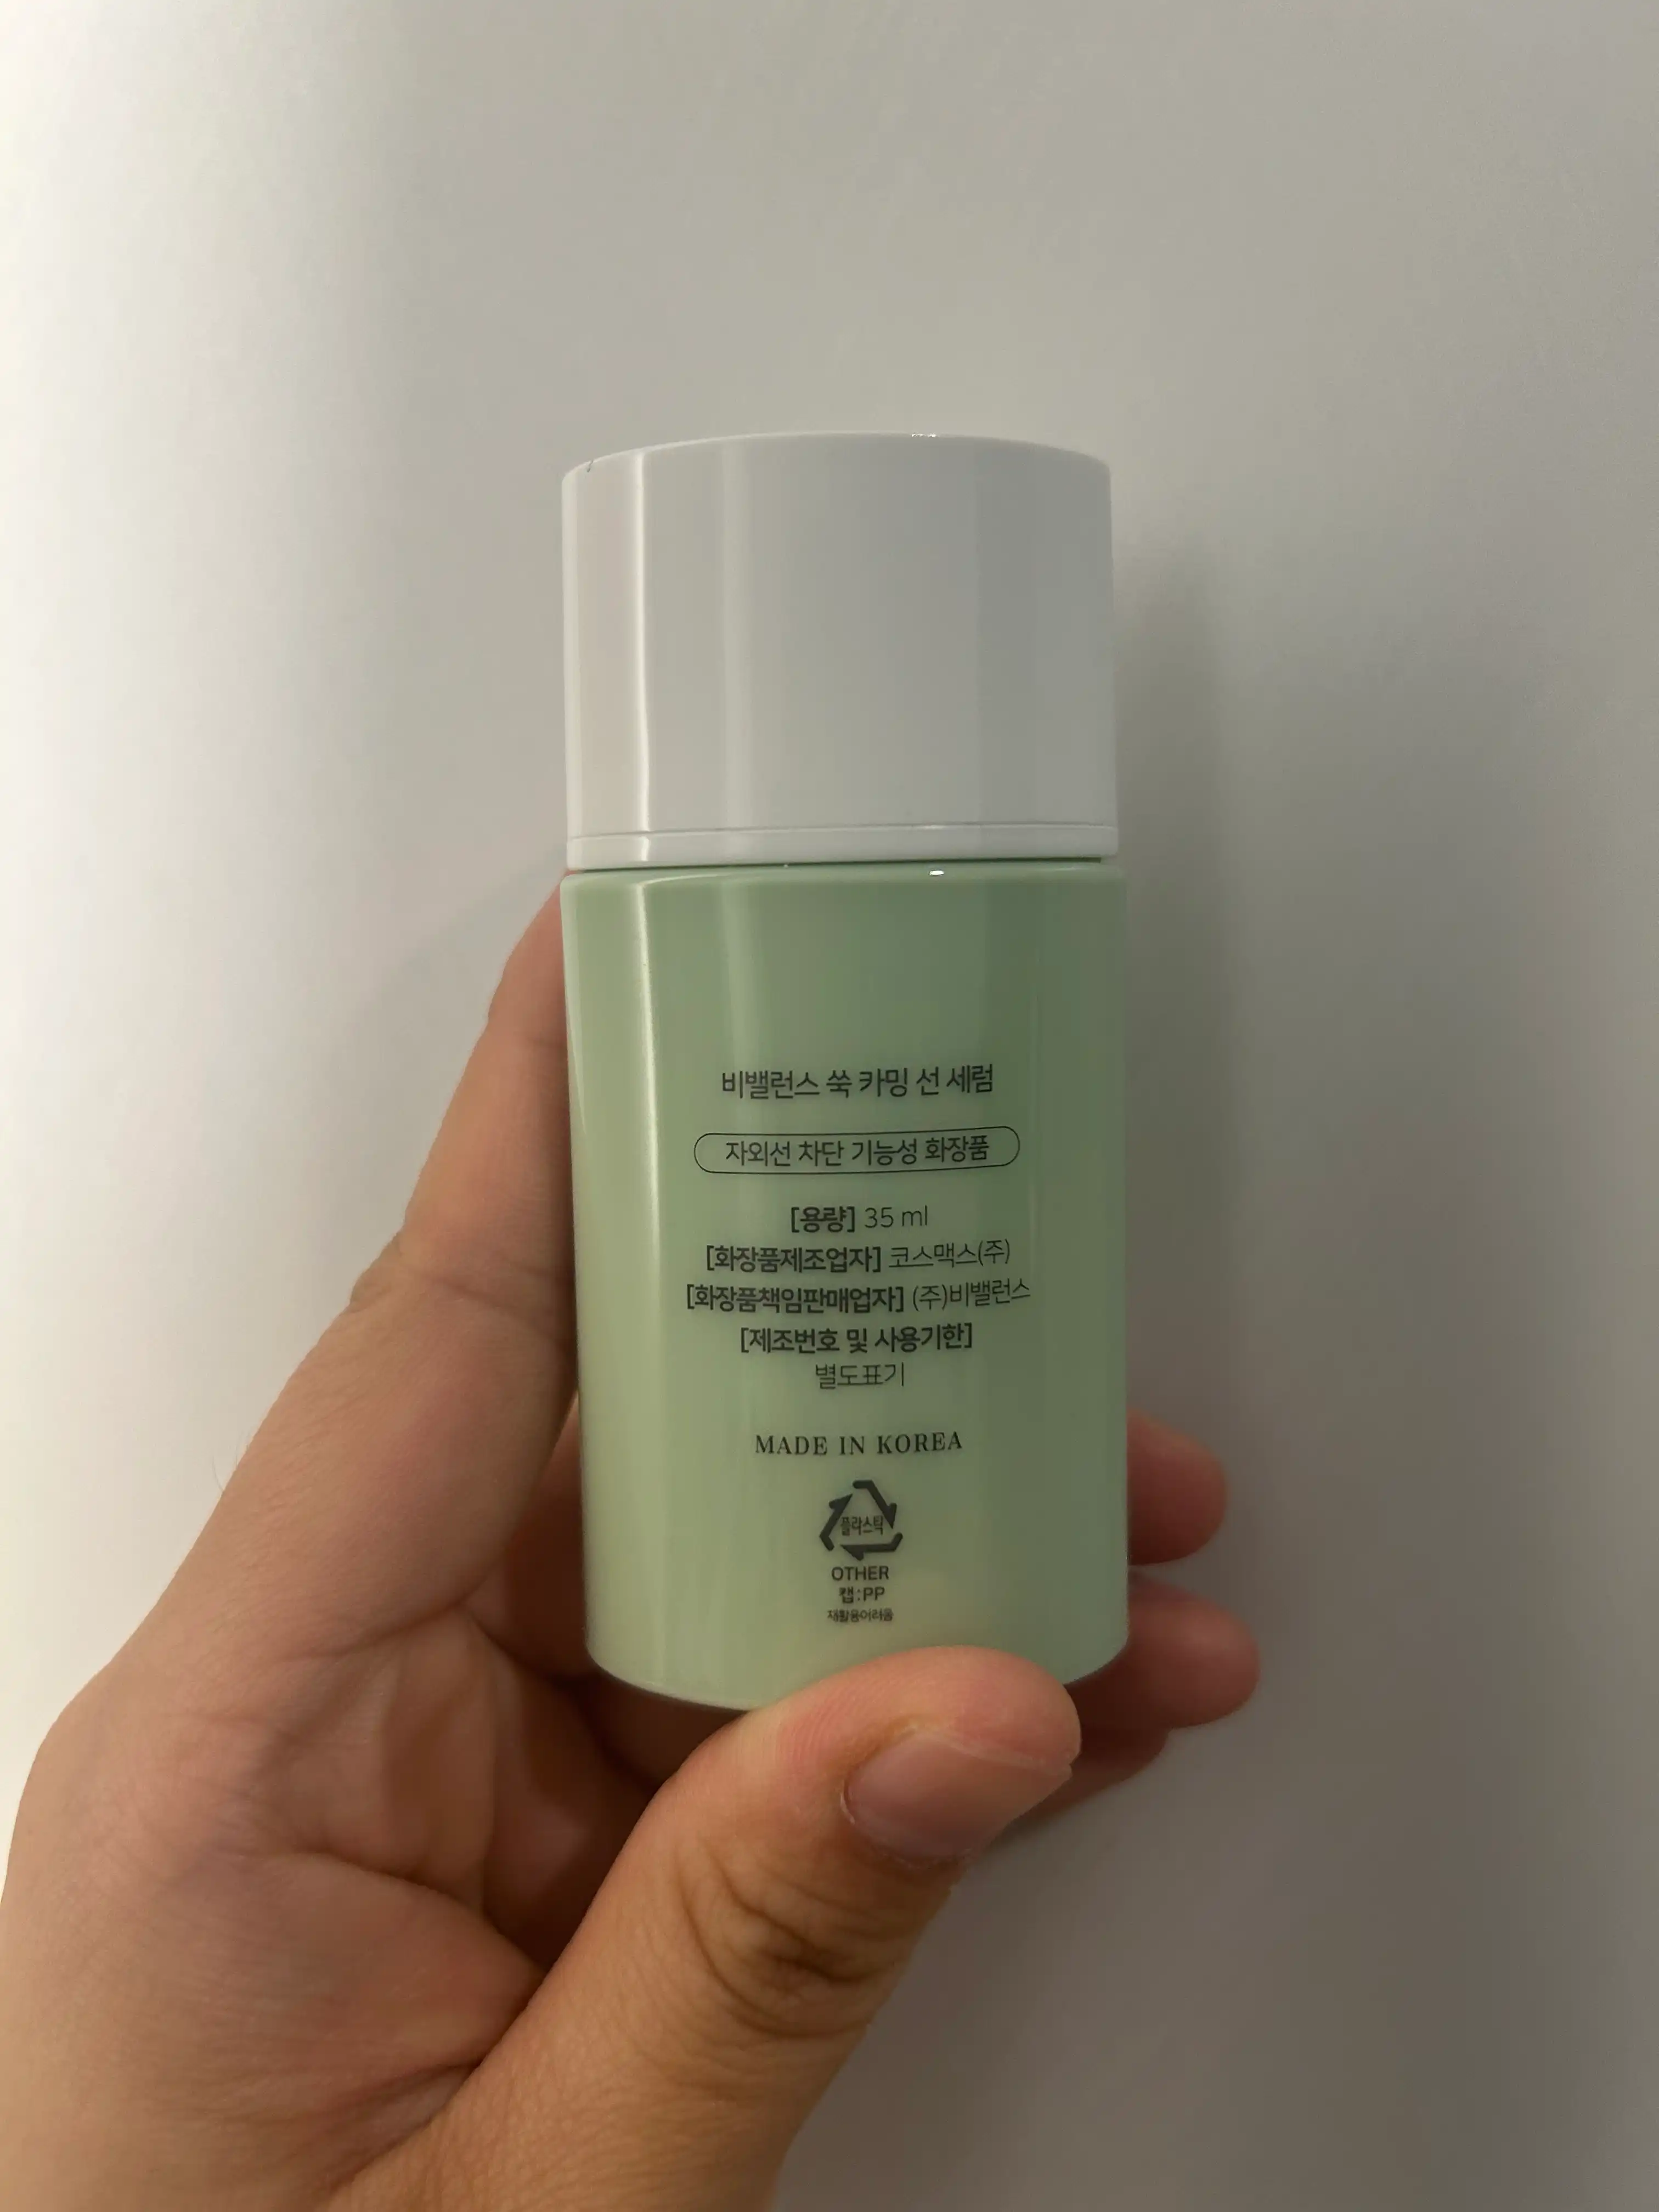 비밸런스 쑥 카밍 선 세럼
자외선 차단 기능성 화장품
[용량] 35 ml
[화장품제조업자] 코스맥스(주)
[화장품책임판매업자] (주)비밸런스
[제조번호 및 사용기한]
별도표기
MADE IN KOREA
플라스틱
OTHER
캡:PP
재활용어려움